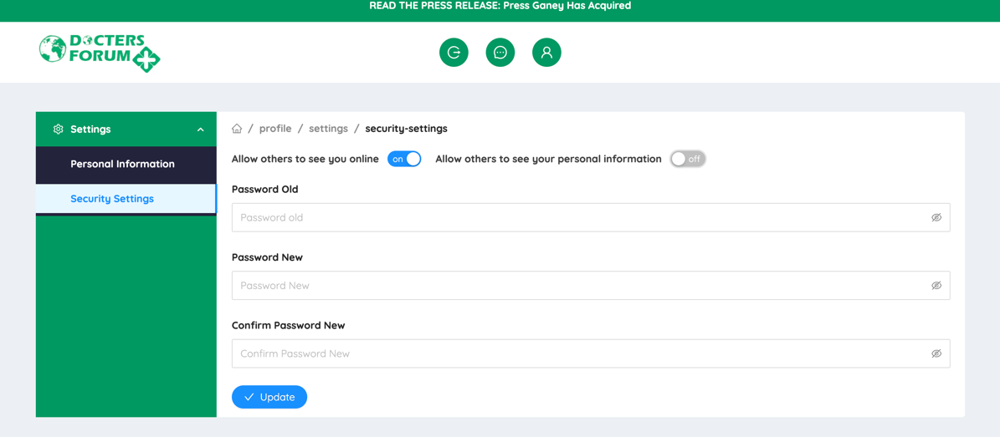 READ THE PRESS RELEASE: Press Ganey Has Acquired
DOCTERS
FORUM
Settings
Personal Information
Security Settings
/ profile / settings / security-settings
Allow others to see you online on Allow others to see your personal information off
Password Old
Password old
Password New
Password New
Confirm Password New
Confirm Password New
Update